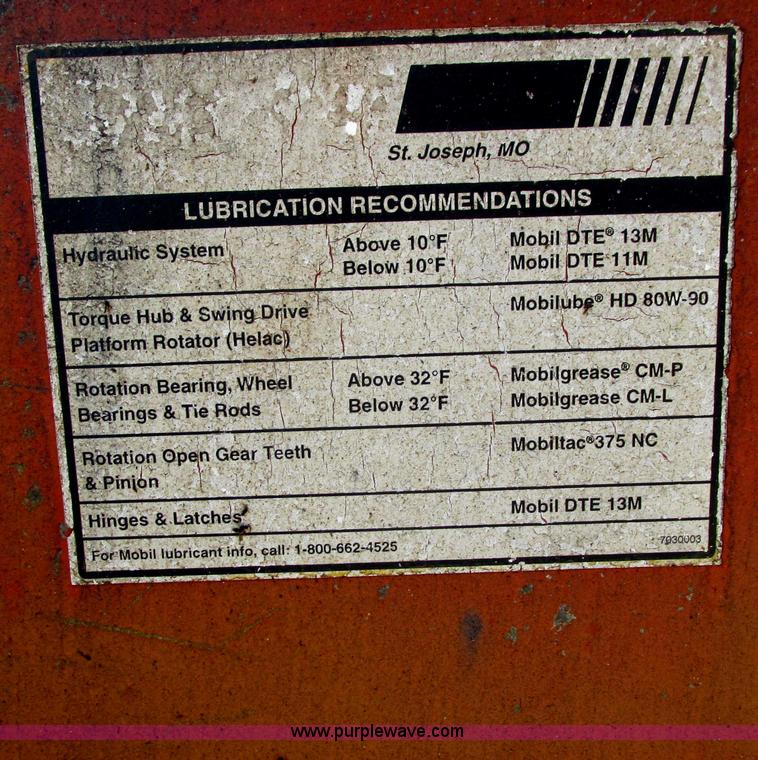 St. Joseph, MO
LUBRICATION RECOMMENDATIONS
Hydraulic System Above 10°F Mobil DTE® 13M
Below 10°F Mobil DTE 11M
Torque Hub & Swing Drive Mobilube® HD 80W-90
Platform Rotator (Helac)
Rotation Bearing, Wheel Above 32°F Mobilgrease® CM-P
Bearings & Tie Rods Below 32°F Mobilgrease CM-L
Rotation Open Gear Teeth Mobiltac®375 NC
& Pinion
Hinges & Latches Mobil DTE 13M
For Mobil lubricant info, call: 1-800-662-4525 7930003
www.purplewave.com